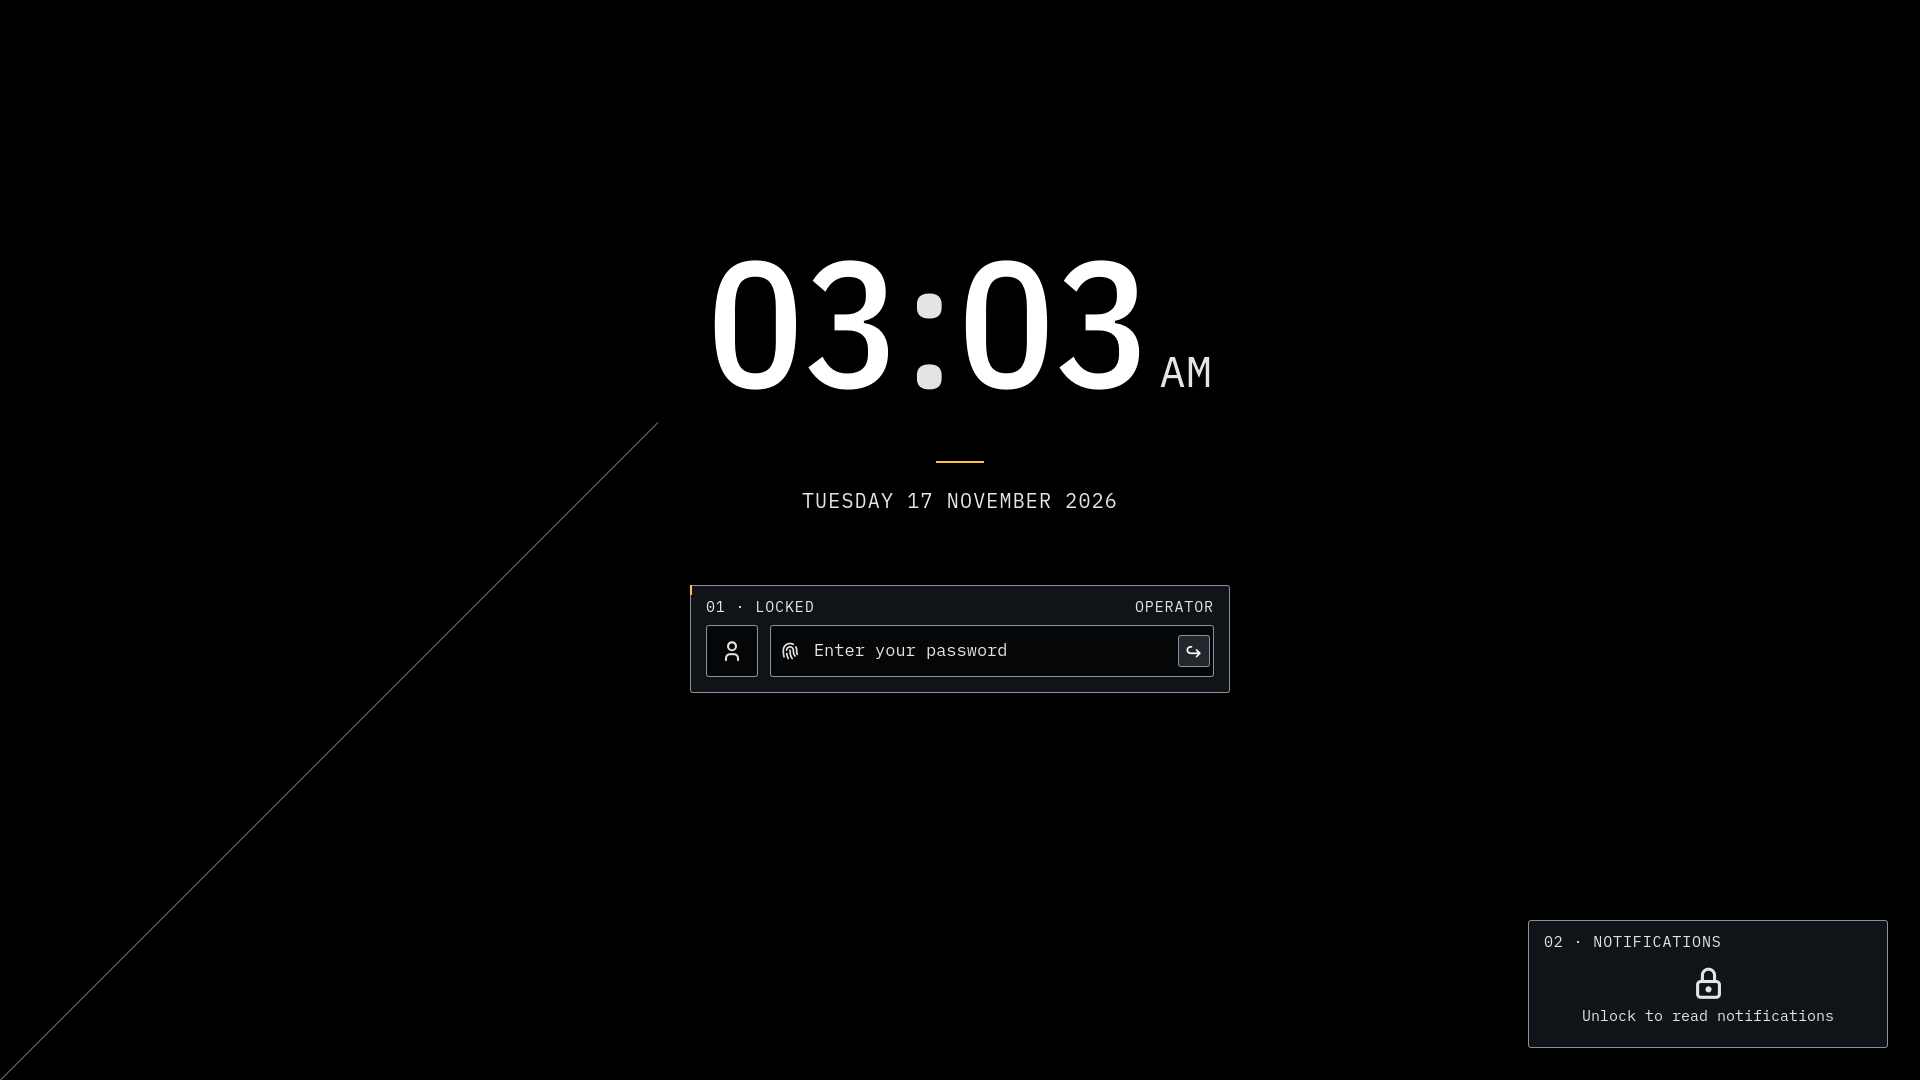 03:03 AM
TUESDAY 17 NOVEMBER 2026
01 · LOCKED OPERATOR
Enter your password
02 · NOTIFICATIONS
Unlock to read notifications